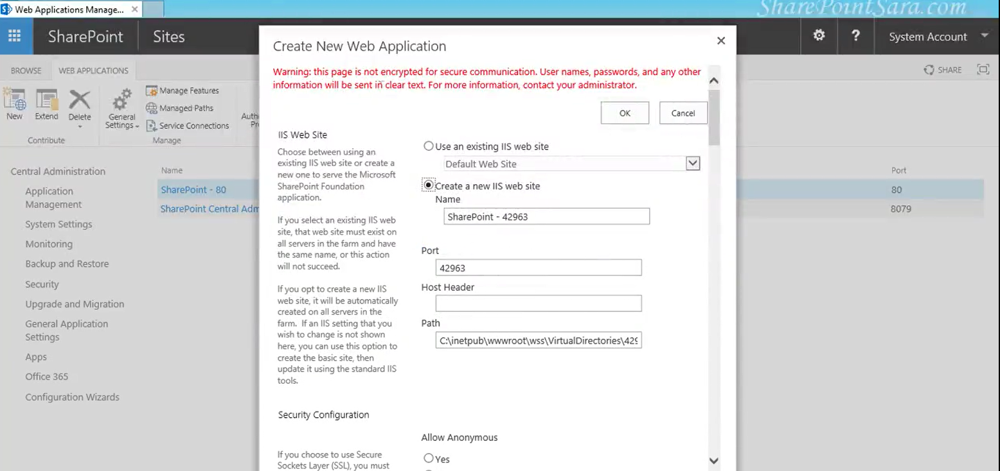 Web Applications Manage...
SharePointSara.com
SharePoint
Sites
?
System Account
BROWSE
WEB APPLICATIONS
SHARE
New
Extend
Delete
Contribute
General
Settings
Manage Features
Managed Paths
Service Connections
Manage
Central Administration
Application
Management
System Settings
Monitoring
Backup and Restore
Security
Upgrade and Migration
General Application
Settings
Apps
Office 365
Configuration Wizards
Name
Port
SharePoint - 80
80
SharePoint Central Adm
8079
Create New Web Application
Warning: this page is not encrypted for secure communication. User names, passwords, and any other
information will be sent in clear text. For more information, contact your administrator.
OK
Cancel
IIS Web Site
Choose between using an
existing IIS web site or create a
new one to serve the Microsoft
SharePoint Foundation
application.
If you select an existing IIS web
site, that web site must exist on
all servers in the farm and have
the same name, or this action
will not succeed.
If you opt to create a new IIS
web site, it will be automatically
created on all servers in the
farm. If an IIS setting that you
wish to change is not shown
here, you can use this option to
create the basic site, then
update it using the standard IIS
tools.
Use an existing IIS web site
Default Web Site
Create a new IIS web site
Name
SharePoint - 42963
Port
42963
Host Header
Path
C:\inetpub\wwwroot\wss\VirtualDirectories\429
Security Configuration
If you choose to use Secure
Sockets Layer (SSL), you must
Allow Anonymous
Yes